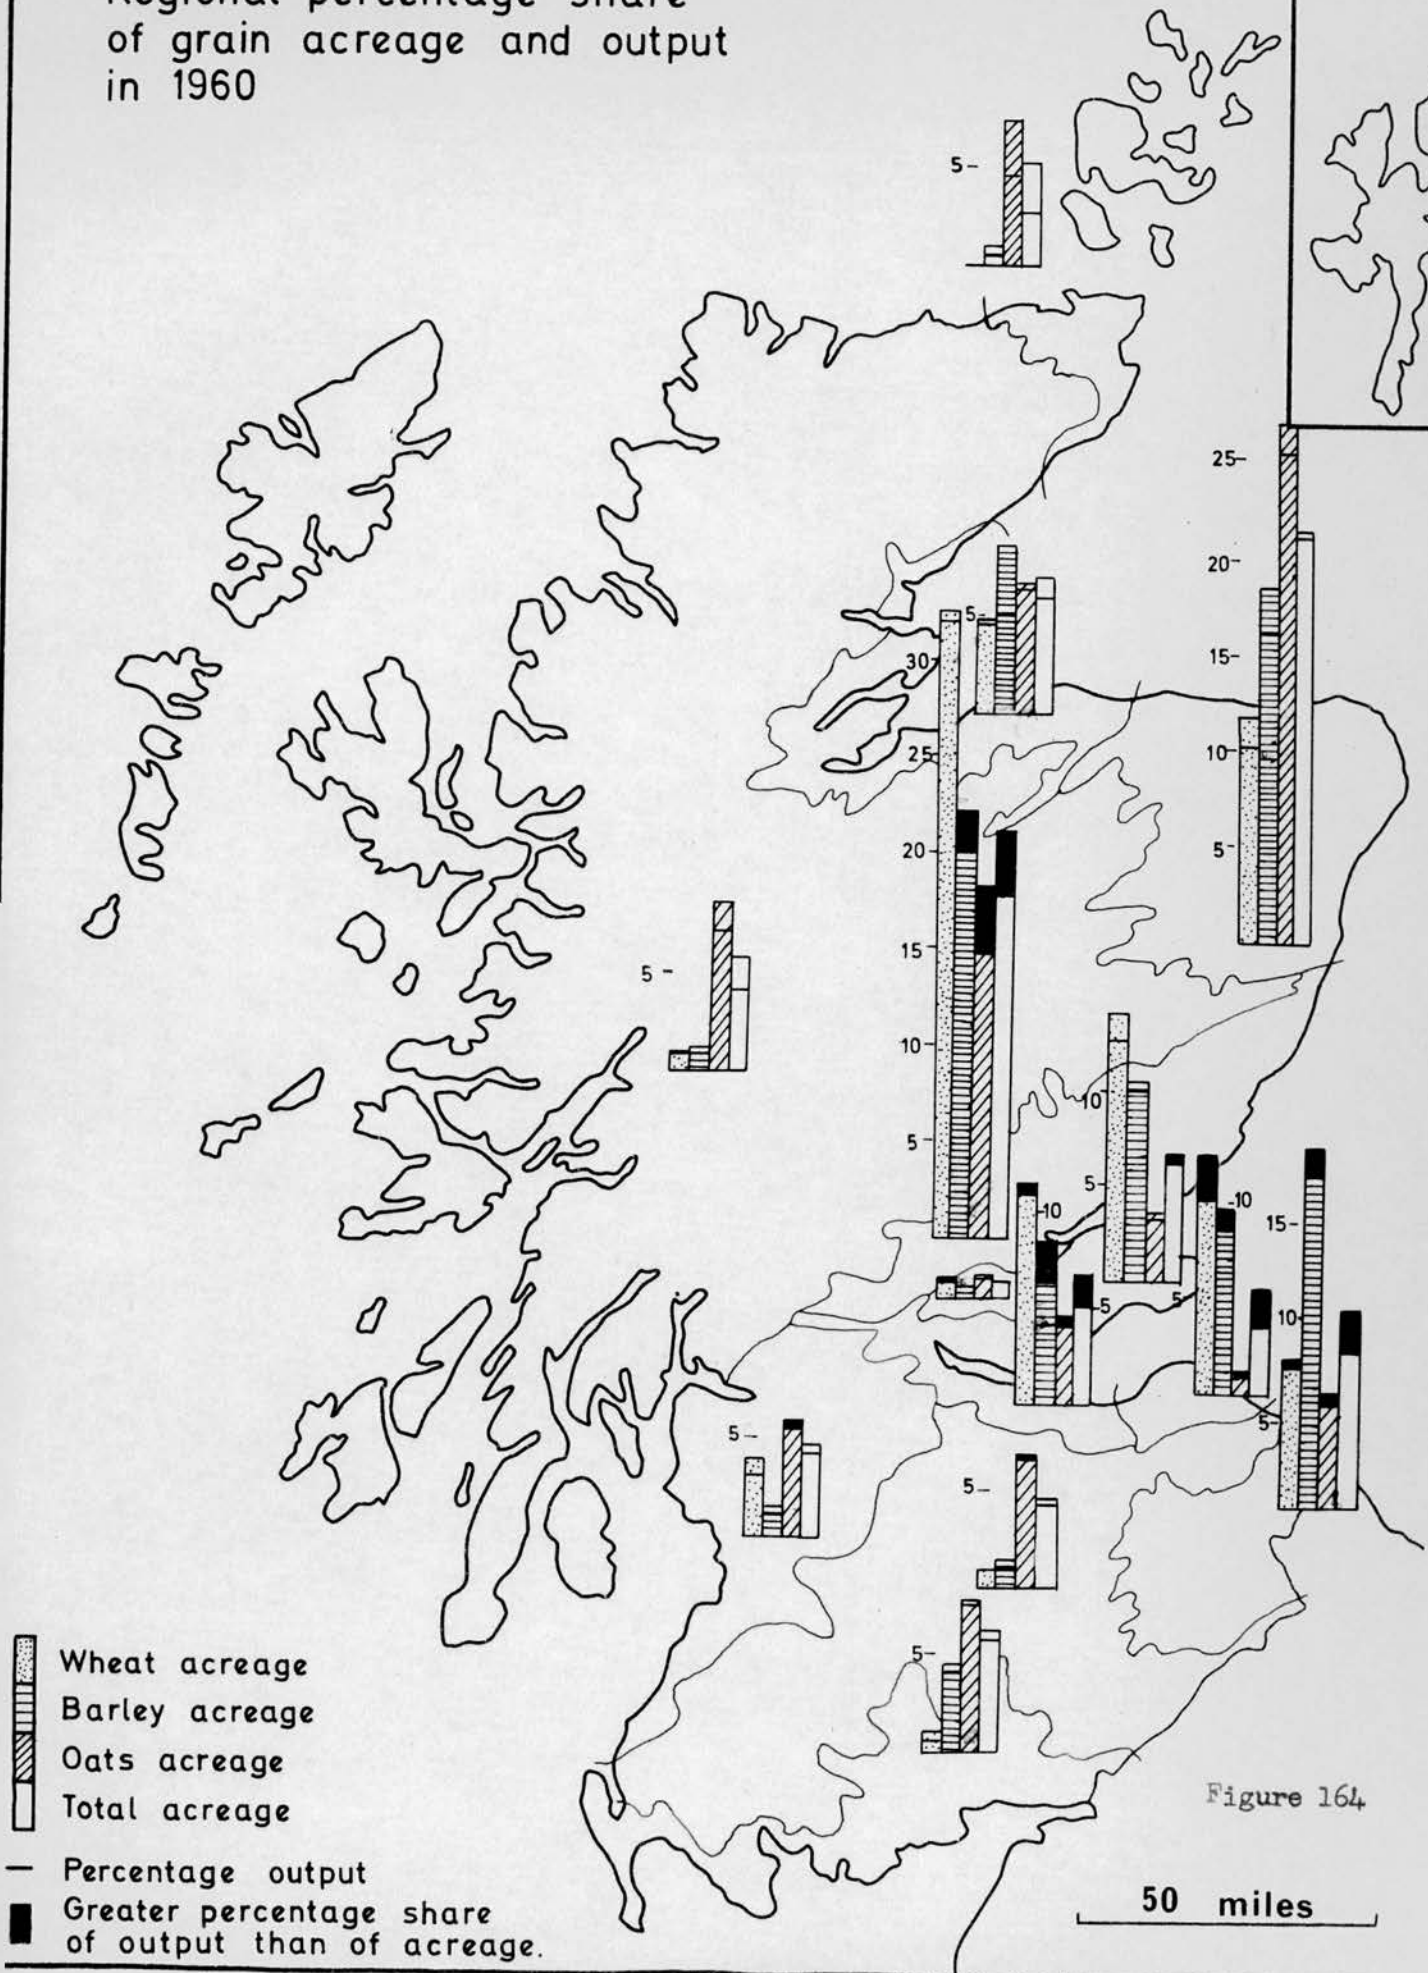 Regional percentage share
of grain acreage and output
in 1960
5-
25-
20-
15-
10-
5-
5-
30-
25-
20-
15-
10-
5-
5-
10-
5-
-10
-5
-10
5
15-
10-
5-
5-
5-
5-
Wheat acreage
Barley acreage
Oats acreage
Total acreage
— Percentage output
Greater percentage share
of output than of acreage.
Figure 164
50 miles